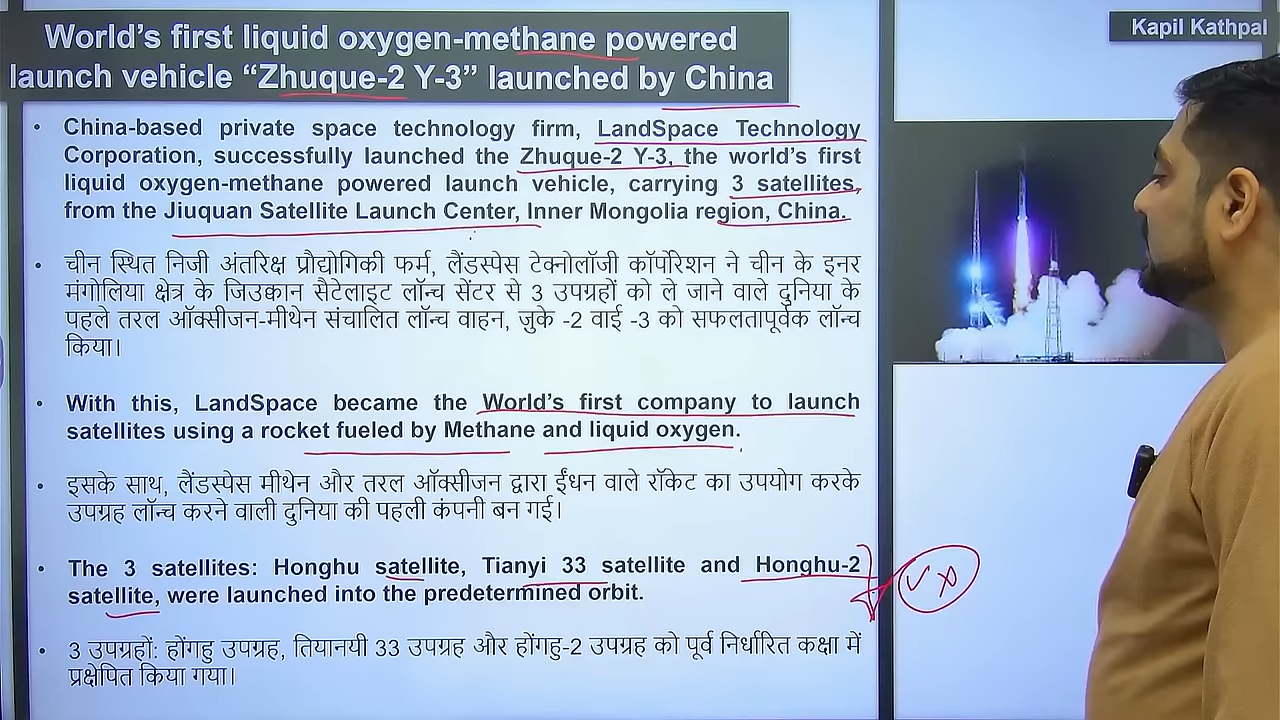 World’s first liquid oxygen-methane powered
launch vehicle “Zhuque-2 Y-3” launched by China
Kapil Kathpal
• China-based private space technology firm, LandSpace Technology
Corporation, successfully launched the Zhuque-2 Y-3, the world’s first
liquid oxygen-methane powered launch vehicle, carrying 3 satellites,
from the Jiuquan Satellite Launch Center, Inner Mongolia region, China.
• चीन स्थित निजी अंतरिक्ष प्रौद्योगिकी फर्म, लैंडस्पेस टेक्नोलॉजी कॉर्पोरेशन ने चीन के इनर
मंगोलिया क्षेत्र के जिउक्वान सैटेलाइट लॉन्च सेंटर से 3 उपग्रहों को ले जाने वाले दुनिया के
पहले तरल ऑक्सीजन-मीथेन संचालित लॉन्च वाहन, ज़ुके -2 वाई -3 को सफलतापूर्वक लॉन्च
किया।
• With this, LandSpace became the World’s first company to launch
satellites using a rocket fueled by Methane and liquid oxygen.
• इसके साथ, लैंडस्पेस मीथेन और तरल ऑक्सीजन द्वारा ईंधन वाले रॉकेट का उपयोग करके
उपग्रह लॉन्च करने वाली दुनिया की पहली कंपनी बन गई।
• The 3 satellites: Honghu satellite, Tianyi 33 satellite and Honghu-2
satellite, were launched into the predetermined orbit.
• 3 उपग्रहों: होंगहु उपग्रह, तियानयी 33 उपग्रह और होंगहु-2 उपग्रह को पूर्व निर्धारित कक्षा में
प्रक्षेपित किया गया।